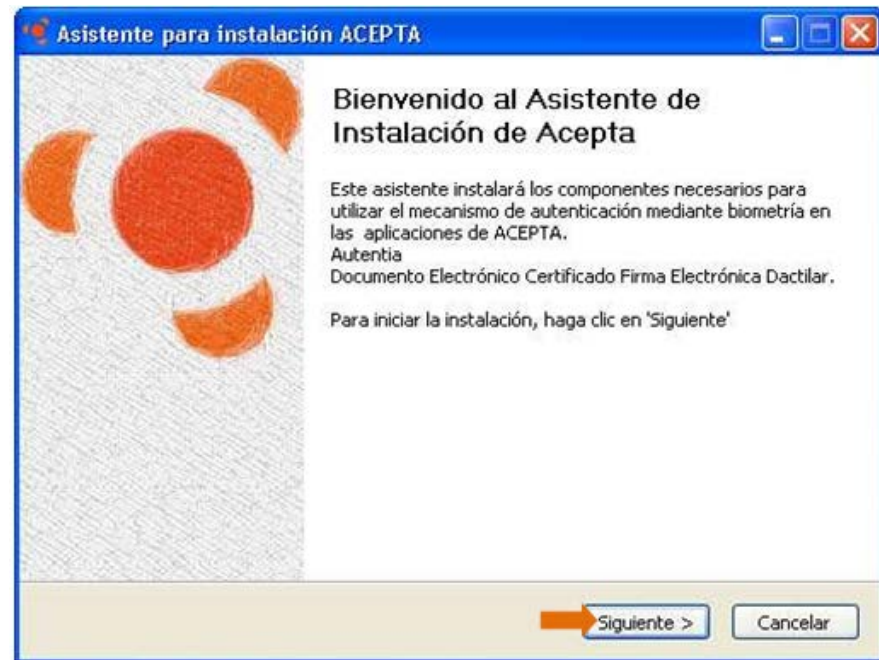 Asistente para instalación ACEPTA
Bienvenido al Asistente de
Instalación de Acepta
Este asistente instalará los componentes necesarios para
utilizar el mecanismo de autenticación mediante biometría en
las aplicaciones de ACEPTA.
Autentia
Documento Electrónico Certificado Firma Electrónica Dactilar.
Para iniciar la instalación, haga clic en 'Siguiente'
Siguiente >
Cancelar